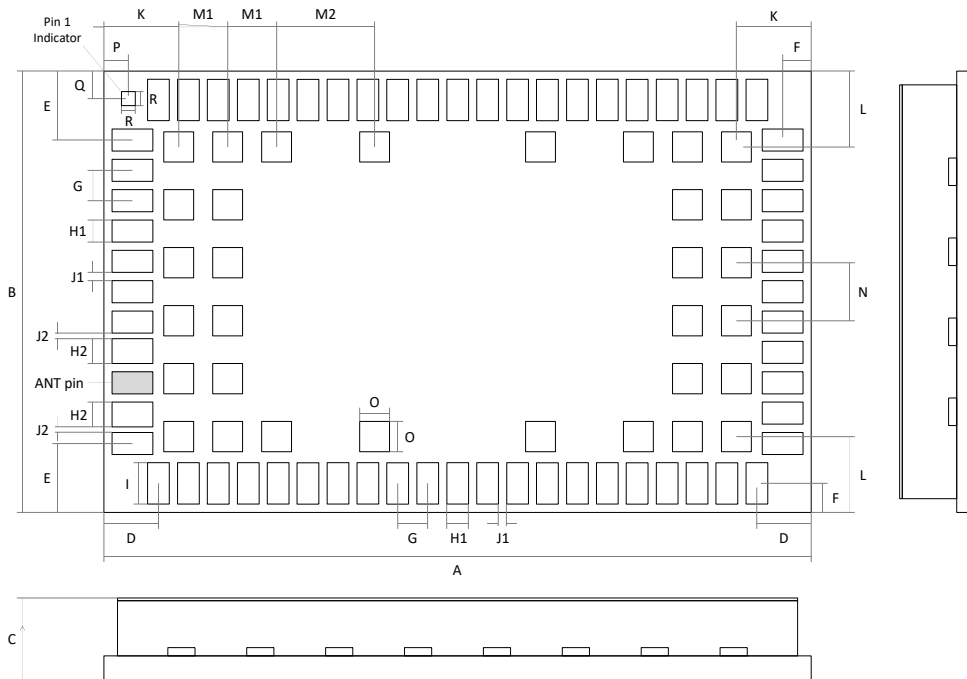 Pin 1
Indicator
K M1 M1 M2 K
P F
Q
E R L
R
G
H1
J1
B N
J2
H2
ANT pin
O
H2
O
J2
E I L
F
D G H1 J1 D
A
C